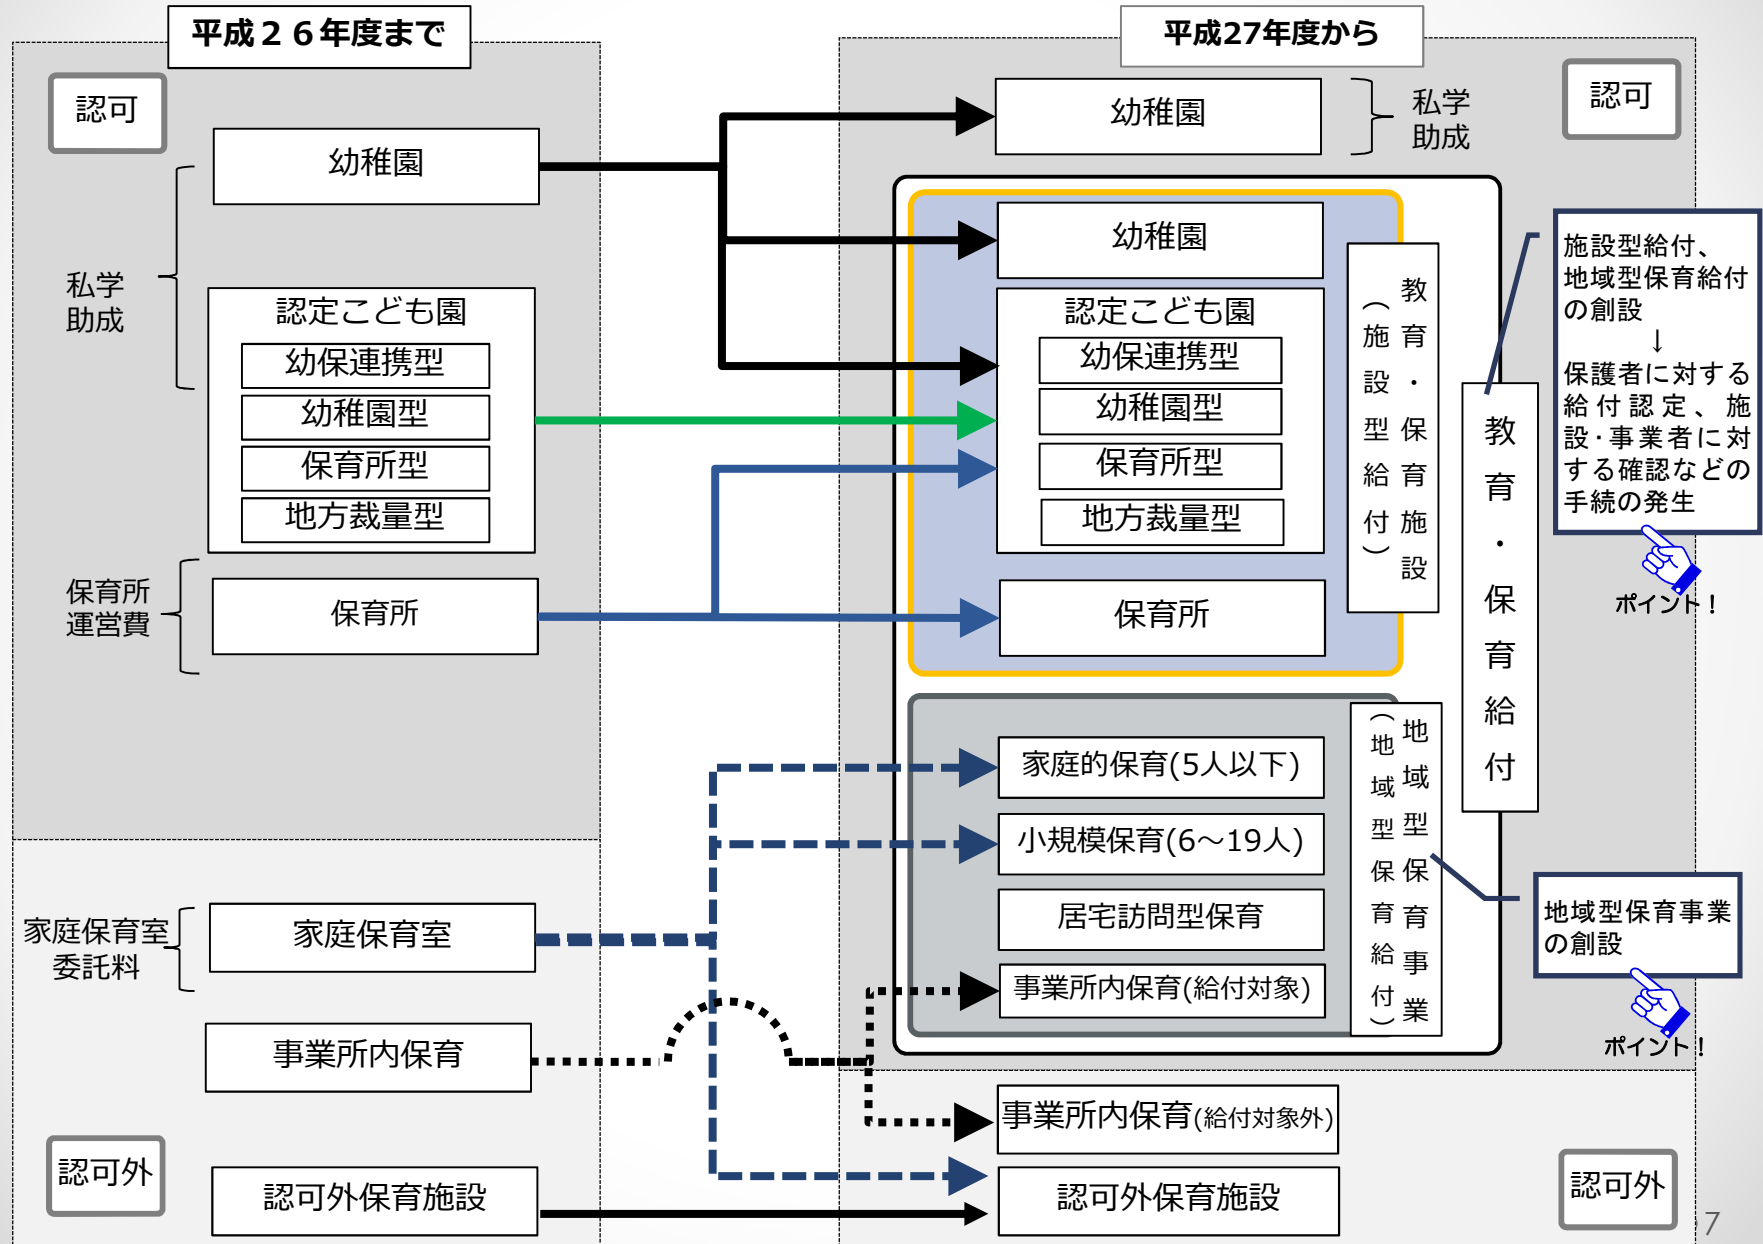 平成２６年度まで
認可
幼稚園
私学
助成
認定こども園
幼保連携型
幼稚園型
保育所型
地方裁量型
保育所
運営費
保育所
家庭保育室
委託料
家庭保育室
事業所内保育
認可外
認可外保育施設
平成27年度から
認可
幼稚園
私学
助成
幼稚園
認定こども園
幼保連携型
幼稚園型
保育所型
地方裁量型
保育所
教育・保育施設
（施設型給付）
家庭的保育(5人以下)
小規模保育(6～19人)
居宅訪問型保育
事業所内保育(給付対象)
地域型保育事業
（地域型保育給付）
教育・保育給付
施設型給付、
地域型保育給付
の創設
↓
保護者に対する
給付認定、施
設・事業者に対
する確認などの
手続の発生
ポイント！
地域型保育事業
の創設
ポイント！
事業所内保育(給付対象外)
認可外保育施設
認可外
7